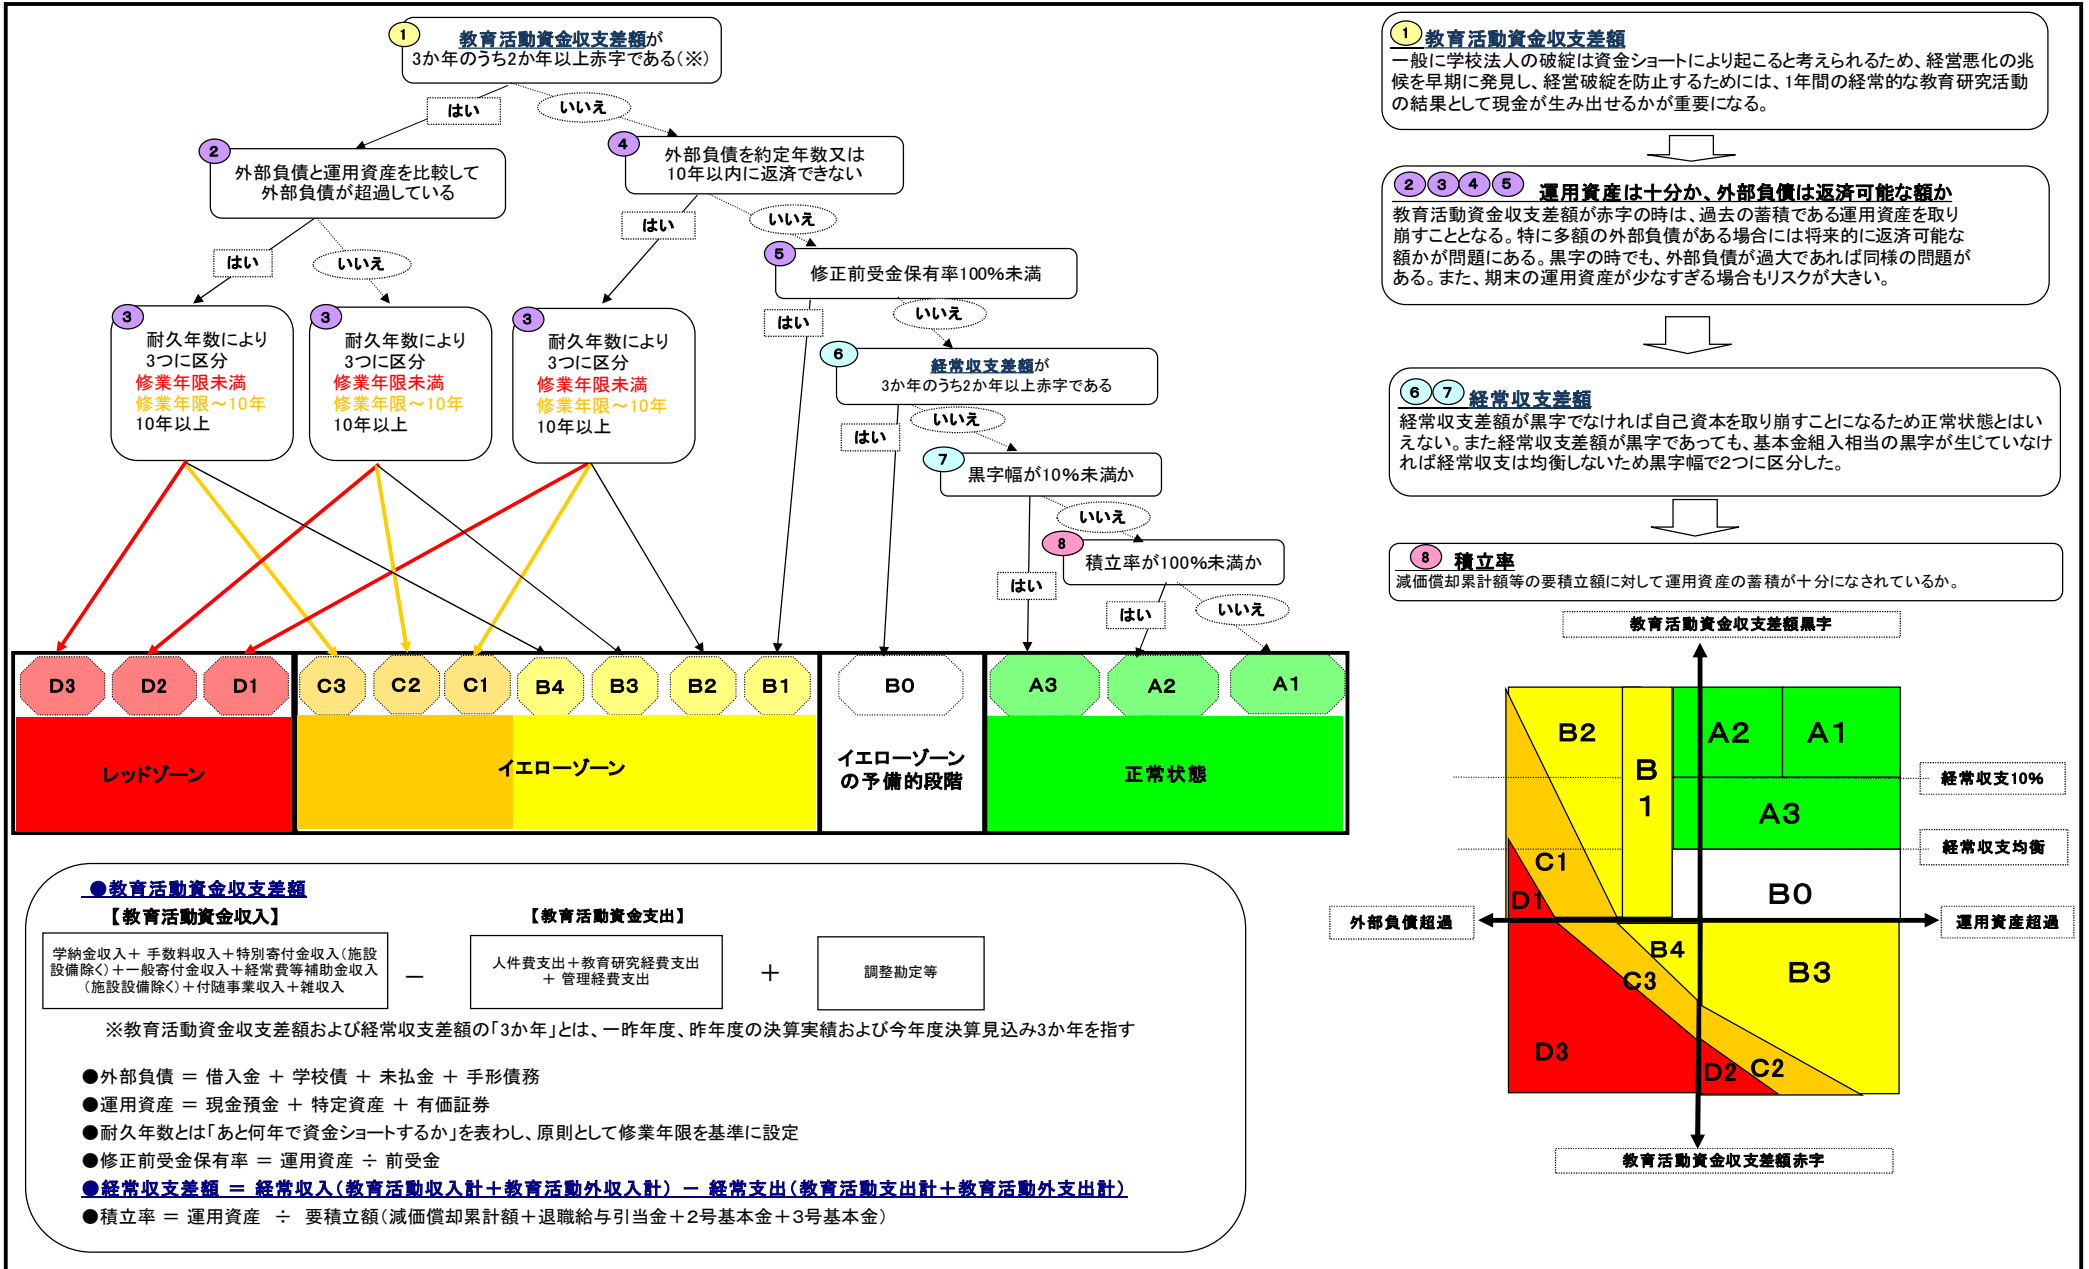 1
教育活動資金収支差額が
3か年のうち2か年以上赤字である(※)
はい
いいえ
2
外部負債と運用資産を比較して
外部負債が超過している
4
外部負債を約定年数又は
10年以内に返済できない
はい
いいえ
はい
いいえ
5
修正前受金保有率100%未満
3
耐久年数により
3つに区分
修業年限未満
修業年限～10年
10年以上
3
耐久年数により
3つに区分
修業年限未満
修業年限～10年
10年以上
3
耐久年数により
3つに区分
修業年限未満
修業年限～10年
10年以上
はい
いいえ
6
経常収支差額が
3か年のうち2か年以上赤字である
はい
いいえ
7
黒字幅が10%未満か
いいえ
はい
8
積立率が100%未満か
はい
いいえ
D3
D2
D1
C3
C2
C1
B4
B3
B2
B1
B0
A3
A2
A1
レッドゾーン
イエローゾーン
イエローゾーン
の予備的段階
正常状態
●教育活動資金収支差額
【教育活動資金収入】
【教育活動資金支出】
学納金収入＋ 手数料収入＋特別寄付金収入(施設
設備除く)＋一般寄付金収入＋経常費等補助金収入
(施設設備除く)＋付随事業収入＋雑収入
－
人件費支出＋教育研究経費支出
＋ 管理経費支出
＋
調整勘定等
※教育活動資金収支差額および経常収支差額の「3か年」とは、一昨年度、昨年度の決算実績および今年度決算見込み3か年を指す
●外部負債 ＝ 借入金 ＋ 学校債 ＋ 未払金 ＋ 手形債務
●運用資産 ＝ 現金預金 ＋ 特定資産 ＋ 有価証券
●耐久年数とは「あと何年で資金ショートするか」を表わし、原則として修業年限を基準に設定
●修正前受金保有率 ＝ 運用資産 ÷ 前受金
●経常収支差額 ＝ 経常収入(教育活動収入計＋教育活動外収入計) － 経常支出(教育活動支出計＋教育活動外支出計)
●積立率 ＝ 運用資産 ÷ 要積立額(減価償却累計額＋退職給与引当金＋2号基本金＋3号基本金)
1 教育活動資金収支差額
一般に学校法人の破綻は資金ショートにより起こると考えられるため、経営悪化の兆
候を早期に発見し、経営破綻を防止するためには、1年間の経常的な教育研究活動
の結果として現金が生み出せるかが重要になる。
2 3 4 5 運用資産は十分か、外部負債は返済可能な額か
教育活動資金収支差額が赤字の時は、過去の蓄積である運用資産を取り
崩すこととなる。特に多額の外部負債がある場合には将来的に返済可能な
額かが問題にある。黒字の時でも、外部負債が過大であれば同様の問題が
ある。また、期末の運用資産が少なすぎる場合もリスクが大きい。
6 7 経常収支差額
経常収支差額が黒字でなければ自己資本を取り崩すことになるため正常状態とはい
えない。また経常収支差額が黒字であっても、基本金組入相当の黒字が生じていなけ
れば経常収支は均衡しないため黒字幅で2つに区分した。
8 積立率
減価償却累計額等の要積立額に対して運用資産の蓄積が十分になされているか。
教育活動資金収支差額黒字
B2
B
1
A2
A1
経常収支10%
A3
経常収支均衡
C1
D1
B0
外部負債超過
運用資産超過
B4
C3
B3
D3
D2
C2
教育活動資金収支差額赤字